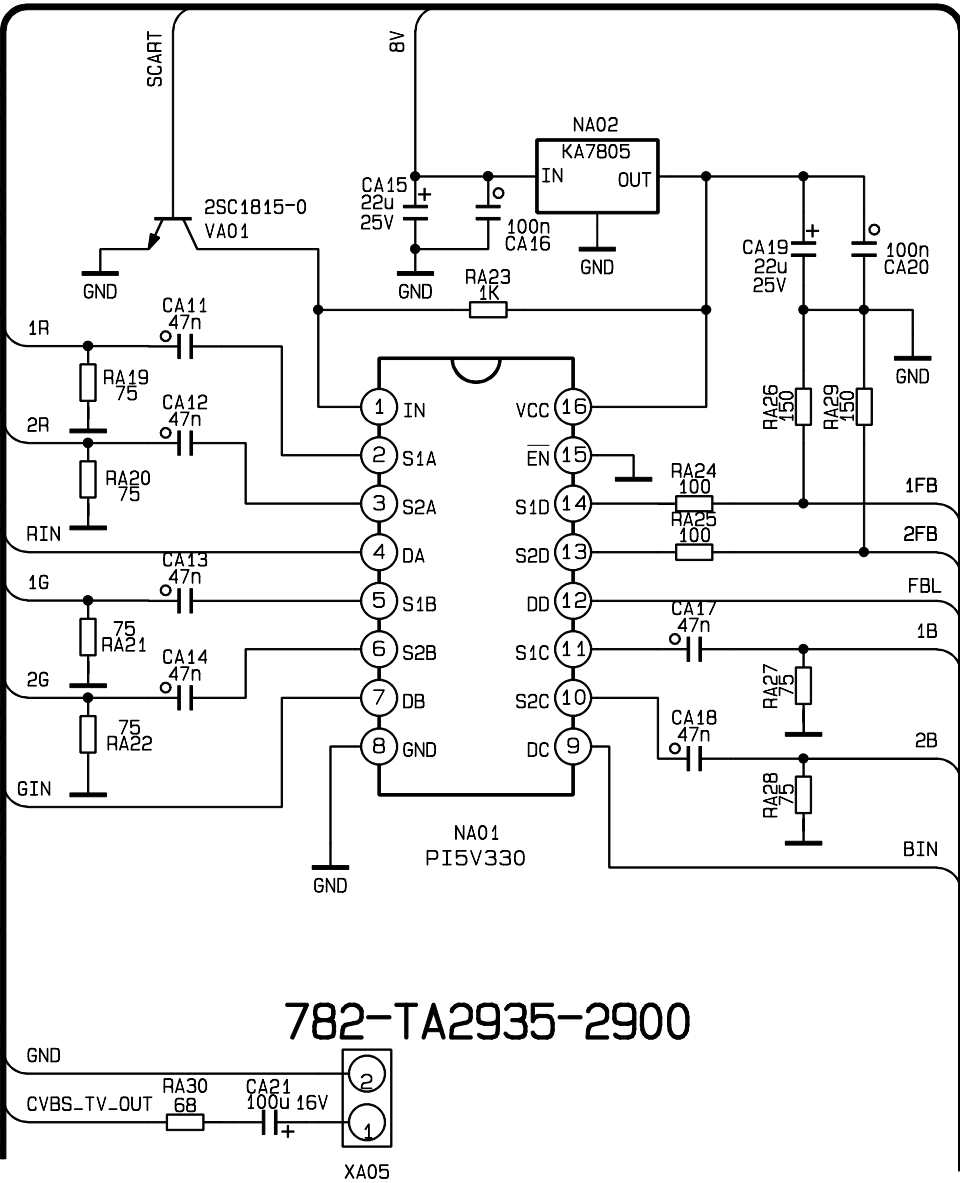 SCART
8V
NA02
KA7805
IN
OUT
CA15
22u
25V
100n
CA16
GND
GND
2SC1815-0
VA01
GND
CA19
22u
25V
100n
CA20
GND
RA23
1K
1R
CA11
47n
RA19
75
2R
CA12
47n
RA20
75
RIN
1G
CA13
47n
75
RA21
2G
CA14
47n
75
RA22
GIN
1 IN
2 S1A
3 S2A
4 DA
5 S1B
6 S2B
7 DB
8 GND
VCC 16
EN 15
S1D 14
S2D 13
DD 12
S1C 11
S2C 10
DC 9
NA01
PI5V330
GND
RA26
150
RA29
150
RA24
100
RA25
100
1FB
2FB
FBL
CA17
47n
1B
RA27
75
CA18
47n
2B
RA28
75
BIN
782-TA2935-2900
GND
CVBS_TV_OUT
RA30
68
CA21
100u 16V
2
1
XA05